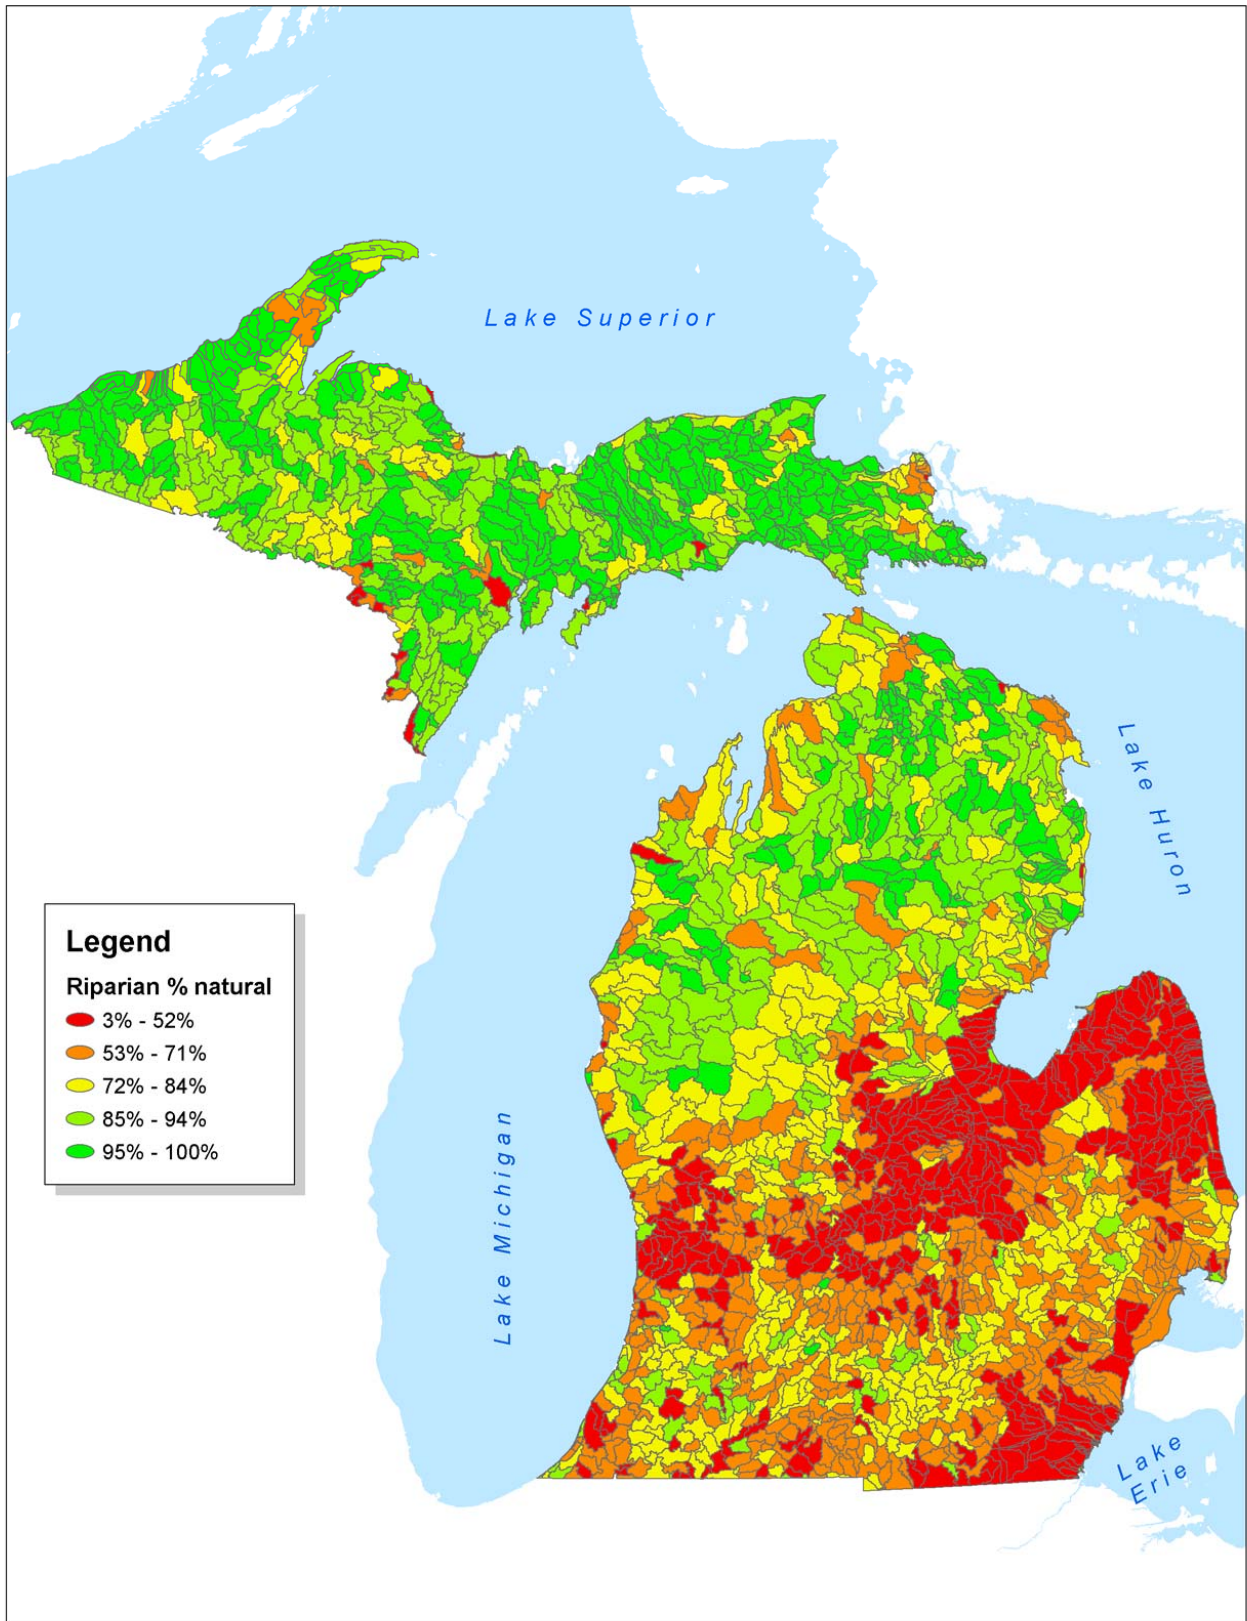 Lake Superior
Lake Huron
Legend
Riparian % natural
3% - 52%
53% - 71%
72% - 84%
85% - 94%
95% - 100%
Lake Michigan
Lake
Erie